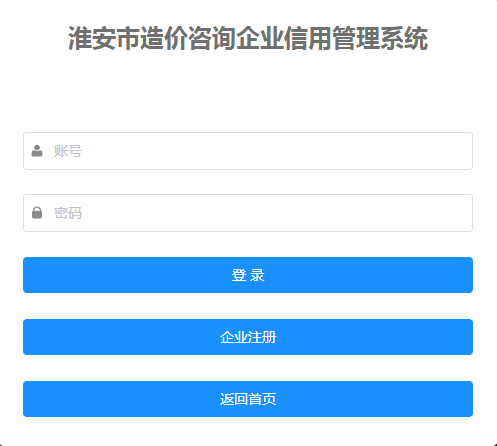 淮安市造价咨询企业信用管理系统
账号
密码
登 录
企业注册
返回首页